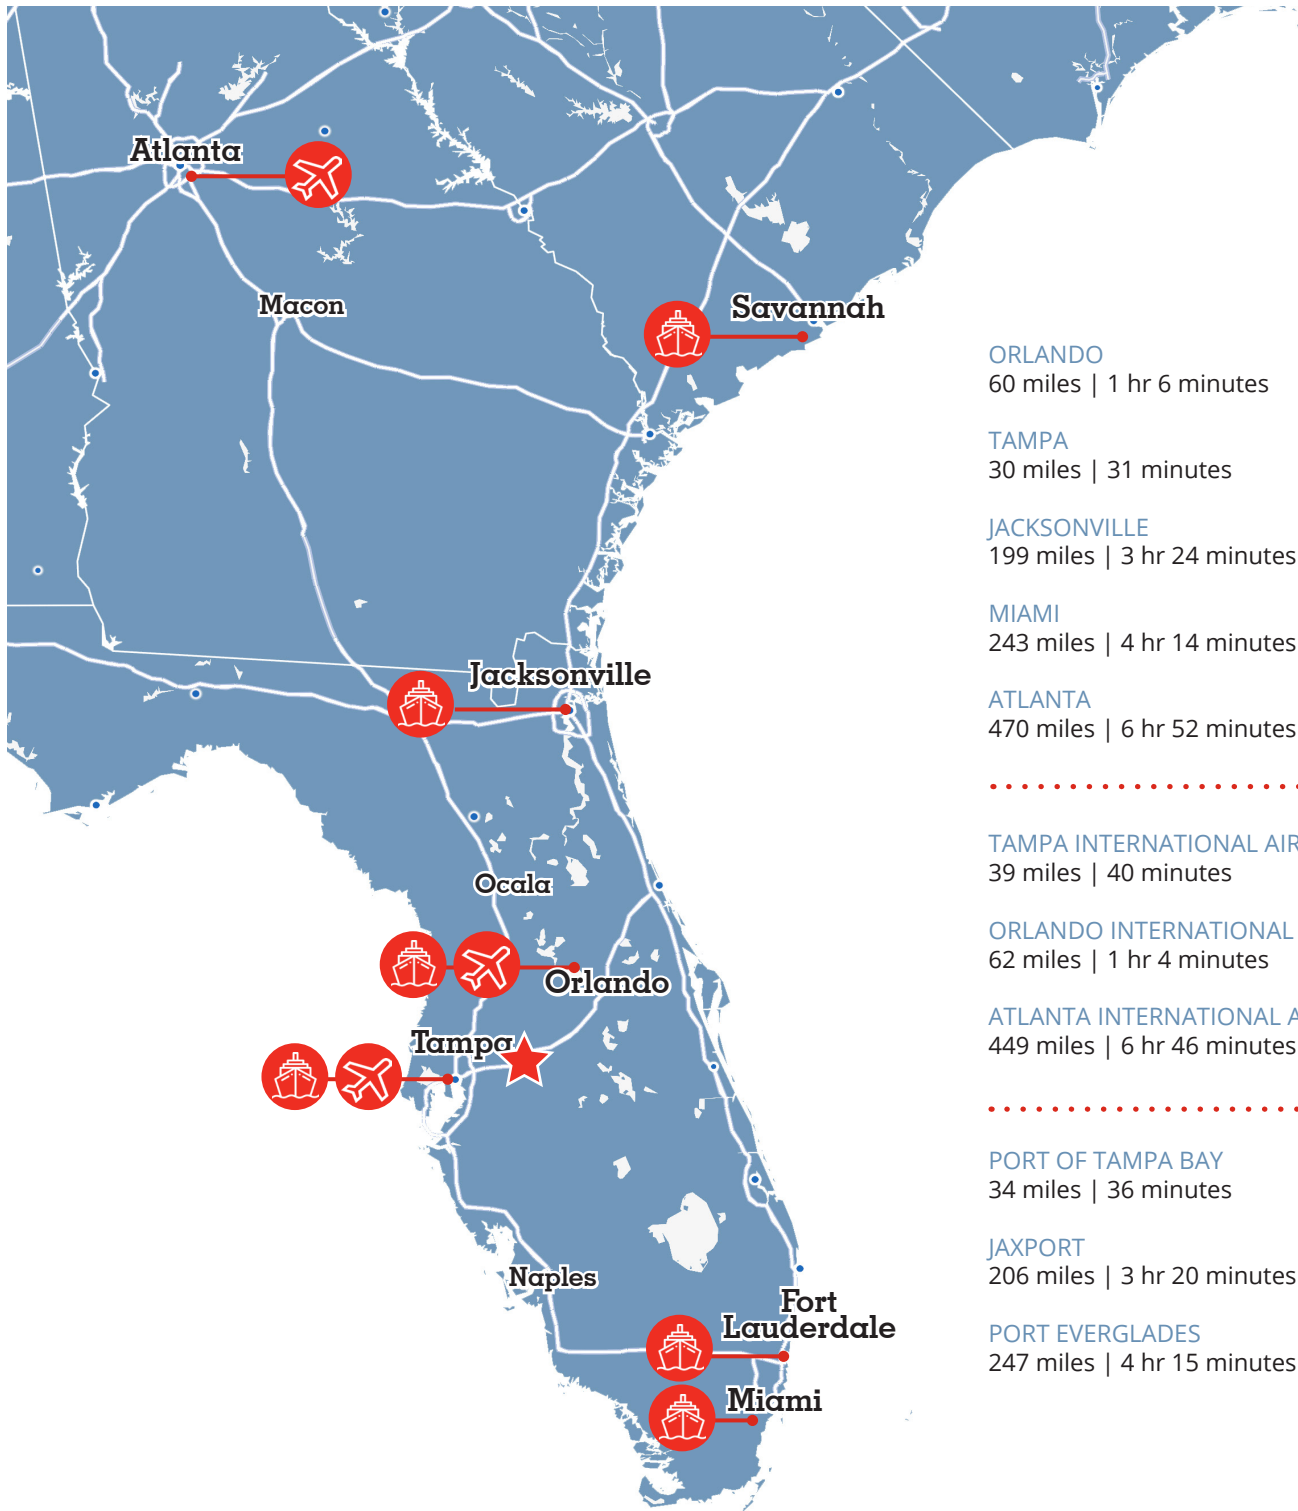 Atlanta
Macon
Savannah
Jacksonville
Ocala
Orlando
Tampa
Naples
Fort
Lauderdale
Miami
ORLANDO
60 miles | 1 hr 6 minutes
TAMPA
30 miles | 31 minutes
JACKSONVILLE
199 miles | 3 hr 24 minutes
MIAMI
243 miles | 4 hr 14 minutes
ATLANTA
470 miles | 6 hr 52 minutes
TAMPA INTERNATIONAL AIR
39 miles | 40 minutes
ORLANDO INTERNATIONAL
62 miles | 1 hr 4 minutes
ATLANTA INTERNATIONAL A
449 miles | 6 hr 46 minutes
PORT OF TAMPA BAY
34 miles | 36 minutes
JAXPORT
206 miles | 3 hr 20 minutes
PORT EVERGLADES
247 miles | 4 hr 15 minutes